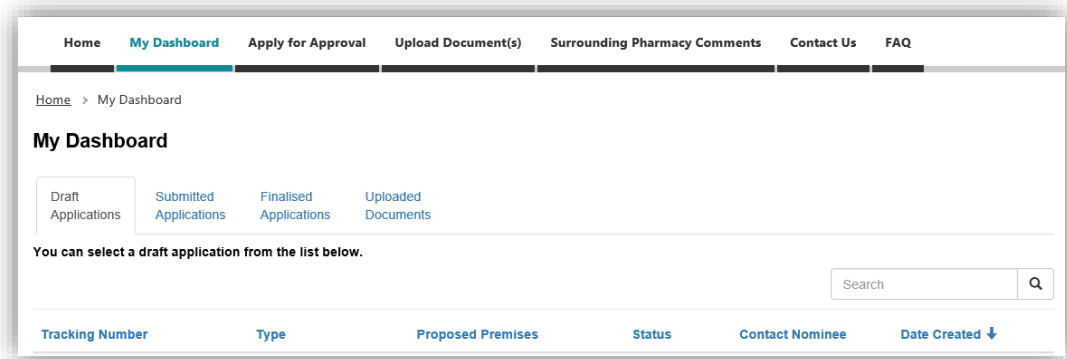 Home My Dashboard Apply for Approval Upload Document(s) Surrounding Pharmacy Comments Contact Us FAQ
Home > My Dashboard
My Dashboard
Draft Applications
Submitted Applications
Finalised Applications
Uploaded Documents
You can select a draft application from the list below.
Search
Tracking Number Type Proposed Premises Status Contact Nominee Date Created